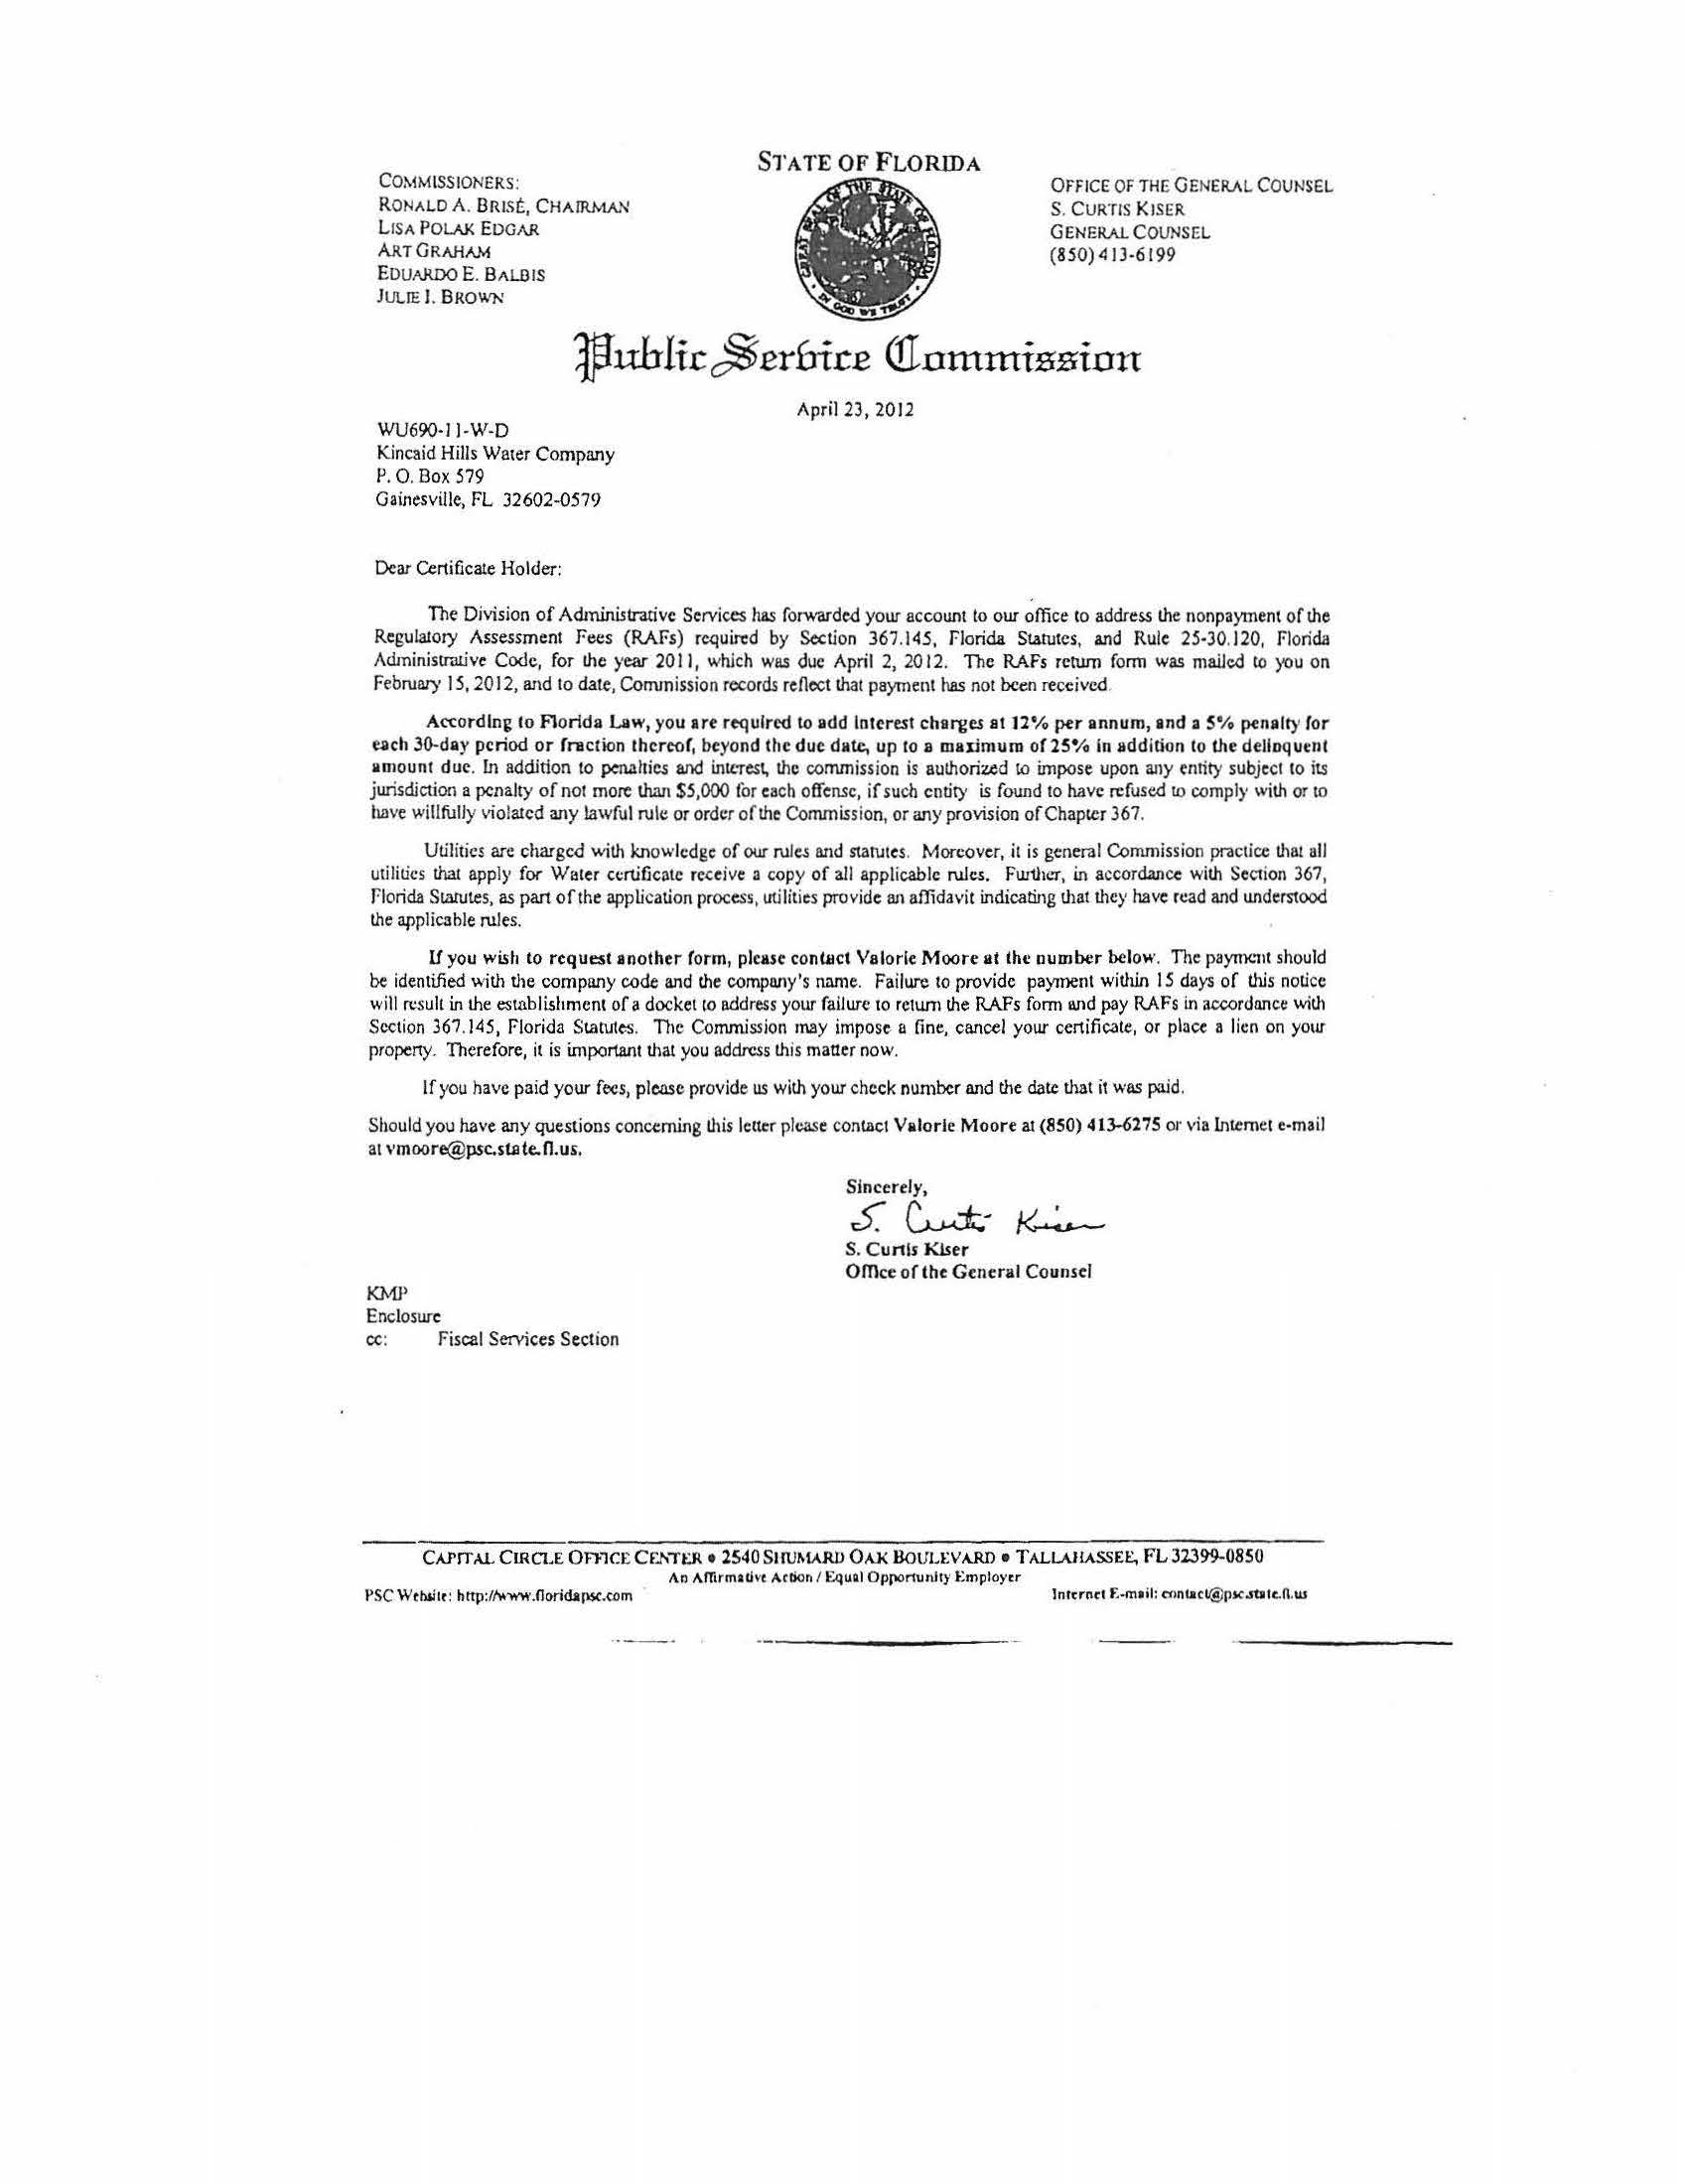 STATE OF FLORIDA
COMMISSIONERS:
RONALD A. BRISÉ, CHAIRMAN
LISA POLAK EDGAR
ART GRAHAM
EDUARDO E. BALBIS
JULIE I. BROWN
GREAT SEAL OF THE STATE OF FLORIDA
IN GOD WE TRUST
OFFICE OF THE GENERAL COUNSEL
S. CURTIS KISER
GENERAL COUNSEL
(850) 413-6199
Public Service Commission
April 23, 2012
WU690-11-W-D
Kincaid Hills Water Company
P. O. Box 579
Gainesville, FL 32602-0579
Dear Certificate Holder:
The Division of Administrative Services has forwarded your account to our office to address the nonpayment of the
Regulatory Assessment Fees (RAFs) required by Section 367.145, Florida Statutes, and Rule 25-30.120, Florida
Administrative Code, for the year 2011, which was due April 2, 2012. The RAFs return form was mailed to you on
February 15, 2012, and to date, Commission records reflect that payment has not been received.
According to Florida Law, you are required to add interest charges at 12% per annum, and a 5% penalty for
each 30-day period or fraction thereof, beyond the due date, up to a maximum of 25% in addition to the delinquent
amount due. In addition to penalties and interest, the commission is authorized to impose upon any entity subject to its
jurisdiction a penalty of not more than $5,000 for each offense, if such entity is found to have refused to comply with or to
have willfully violated any lawful rule or order of the Commission, or any provision of Chapter 367.
Utilities are charged with knowledge of our rules and statutes. Moreover, it is general Commission practice that all
utilities that apply for Water certificate receive a copy of all applicable rules. Further, in accordance with Section 367,
Florida Statutes, as part of the application process, utilities provide an affidavit indicating that they have read and understood
the applicable rules.
If you wish to request another form, please contact Valorie Moore at the number below. The payment should
be identified with the company code and the company's name. Failure to provide payment within 15 days of this notice
will result in the establishment of a docket to address your failure to return the RAFs form and pay RAFs in accordance with
Section 367.145, Florida Statutes. The Commission may impose a fine, cancel your certificate, or place a lien on your
property. Therefore, it is important that you address this matter now.
If you have paid your fees, please provide us with your check number and the date that it was paid.
Should you have any questions concerning this letter please contact Valorie Moore at (850) 413-6275 or via Internet e-mail
at vmoore@psc.state.fl.us.
Sincerely,
S. Curtis Kiser
S. Curtis Kiser
Office of the General Counsel
KMP
Enclosure
cc: Fiscal Services Section
CAPITAL CIRCLE OFFICE CENTER • 2540 SHUMARD OAK BOULEVARD • TALLAHASSEE, FL 32399-0850
An Affirmative Action / Equal Opportunity Employer
PSC Website: http://www.floridapsc.com Internet E-mail: contact@psc.state.fl.us